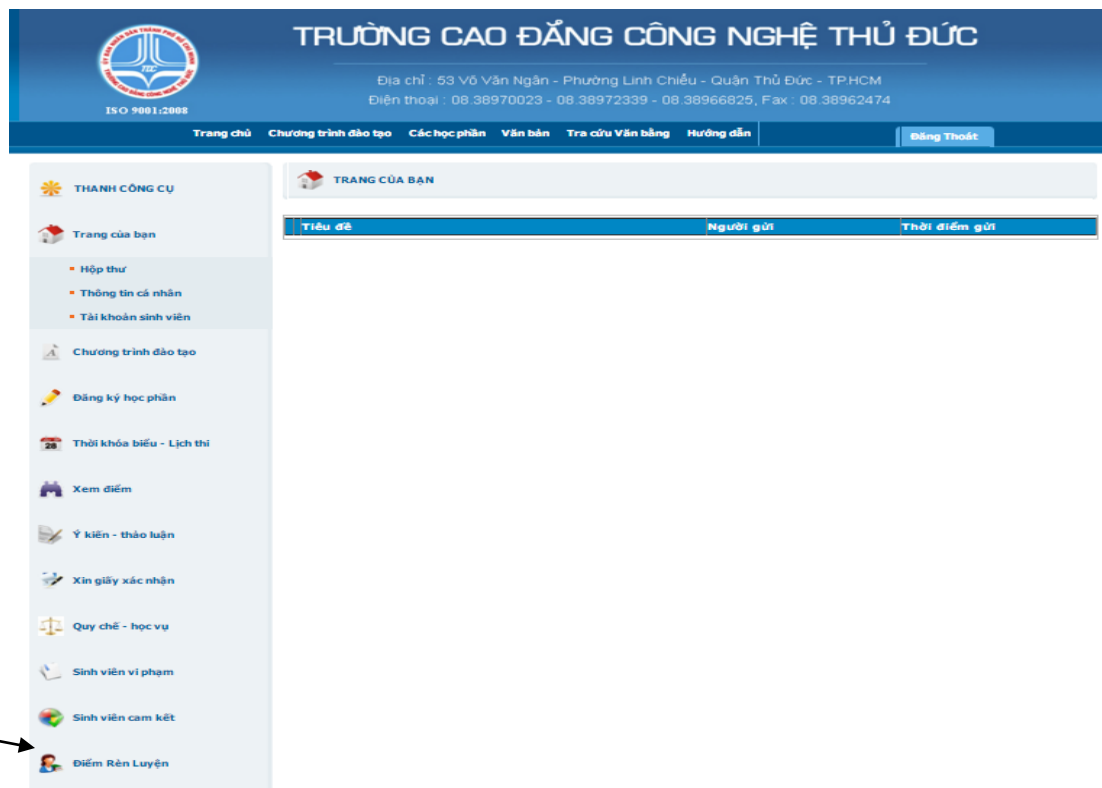 TRƯỜNG CAO ĐẲNG CÔNG NGHỆ THỦ ĐỨC
Địa chỉ : 53 Võ Văn Ngân - Phường Linh Chiểu - Quận Thủ Đức - TP.HCM
Điện thoại : 08.38970023 - 08.38972339 - 08.38966825, Fax : 08.38962474
TDC
ISO 9001:2008
Trang chủ Chương trình đào tạo Các học phần Văn bản Tra cứu Văn bằng Hướng dẫn Đăng Thoát
THANH CÔNG CỤ
Trang của bạn
Hộp thư
Thông tin cá nhân
Tài khoản sinh viên
Chương trình đào tạo
Đăng ký học phần
28
Thời khóa biểu - Lịch thi
Xem điểm
Ý kiến - thảo luận
Xin giấy xác nhận
Quy chế - học vụ
Sinh viên vi phạm
Sinh viên cam kết
Điểm Rèn Luyện
TRANG CỦA BẠN
Tiêu đề Người gửi Thời điểm gửi